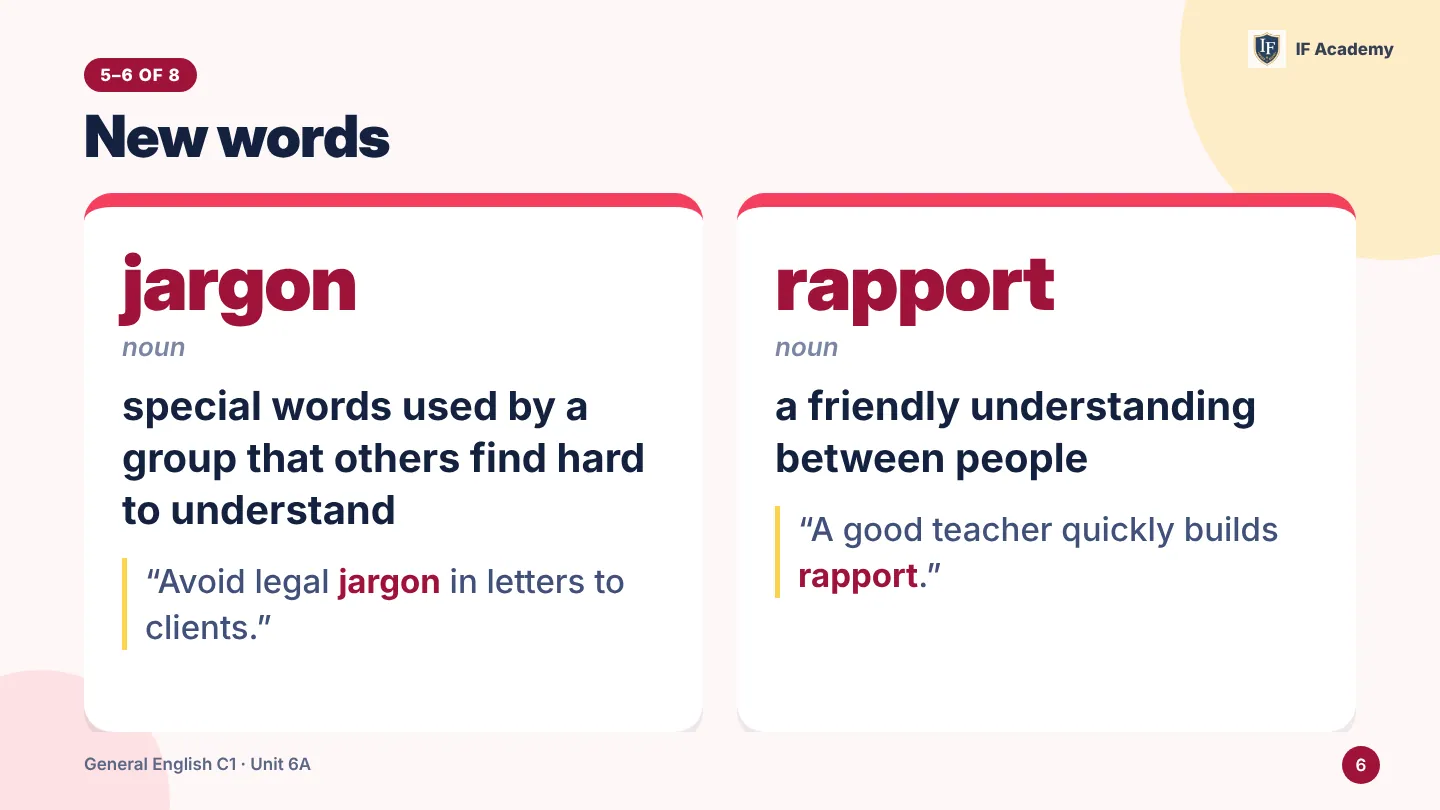 IF Academy
5–6 OF 8
New words
jargon
noun
special words used by a
group that others find hard
to understand
“Avoid legal jargon in letters to
clients.”
rapport
noun
a friendly understanding
between people
“A good teacher quickly builds
rapport.”
General English C1 · Unit 6A
6